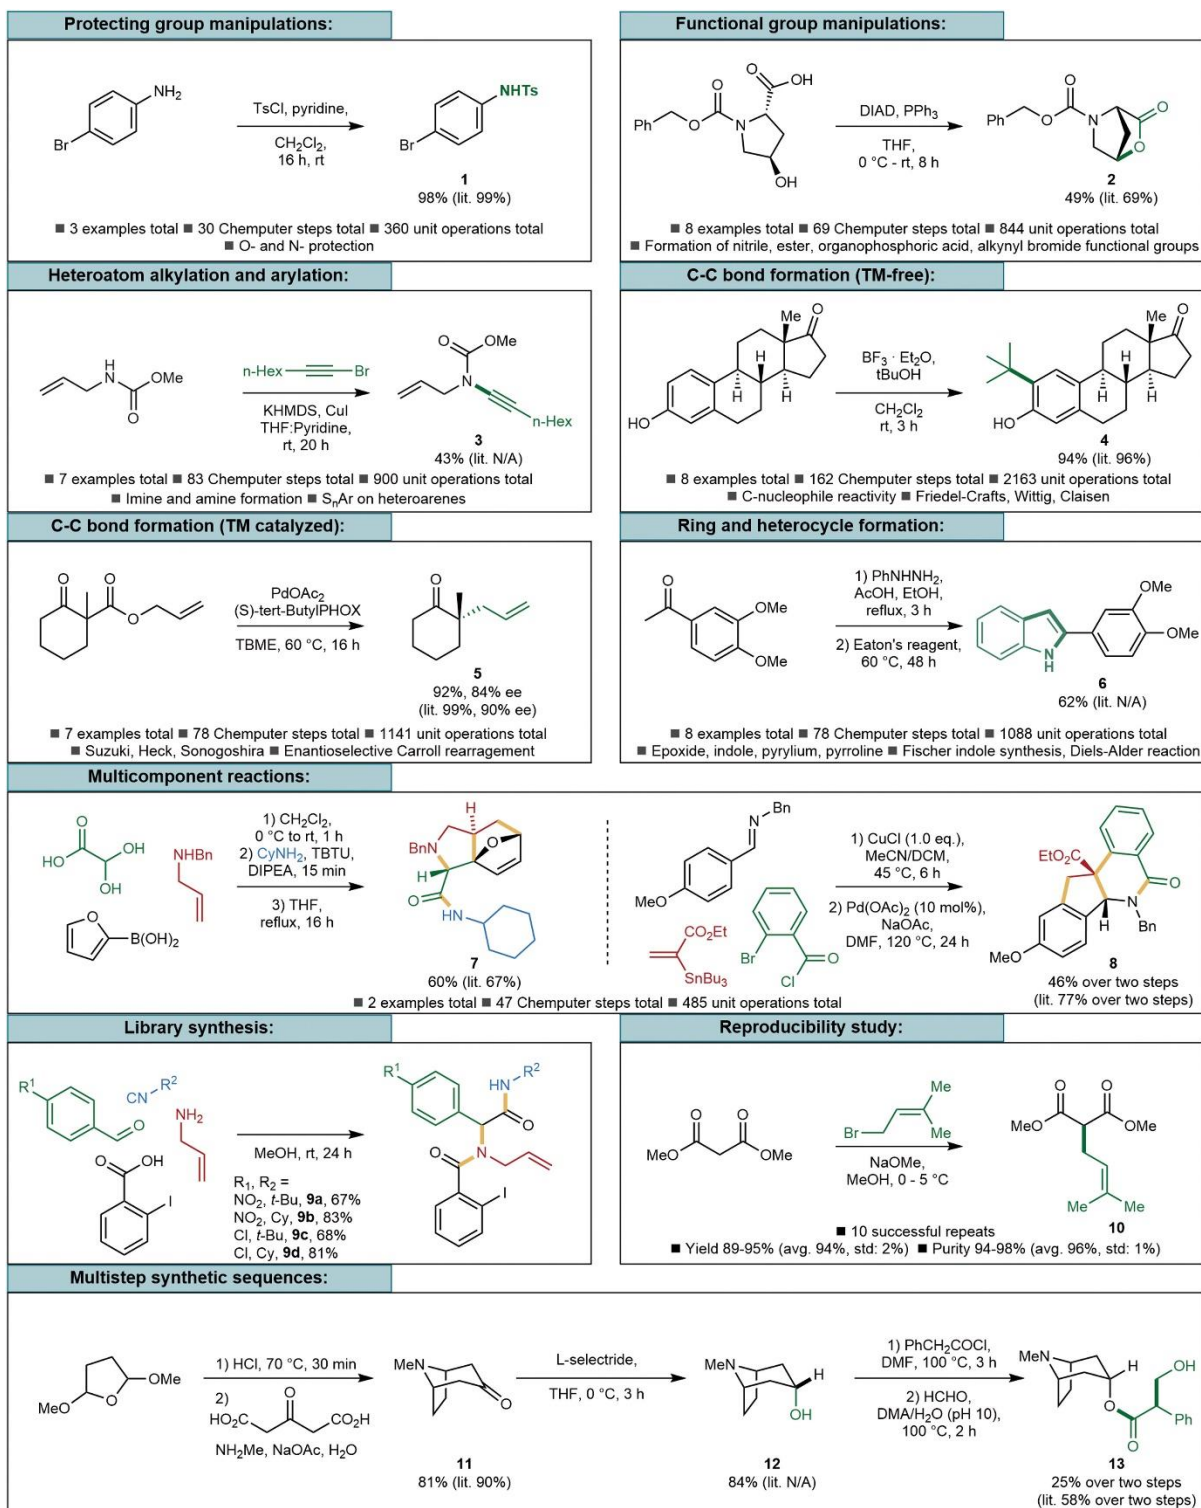 Protecting group manipulations:
NH₂
Br
TsCl, pyridine,
CH₂Cl₂,
16 h, rt
NHTs
Br
1
98% (lit. 99%)
■ 3 examples total ■ 30 Chemputer steps total ■ 360 unit operations total
■ O- and N- protection
Functional group manipulations:
O
OH
O
Ph
O
N
OH
DIAD, PPh₃
THF,
0 °C - rt, 8 h
O
O
Ph
O
N
O
2
49% (lit. 69%)
■ 8 examples total ■ 69 Chemputer steps total ■ 844 unit operations total
■ Formation of nitrile, ester, organophosphoric acid, alkynyl bromide functional groups
Heteroatom alkylation and arylation:
H
N
OMe
O
n-Hex
Br
KHMDS, CuI
THF:Pyridine,
rt, 20 h
OMe
O
N
n-Hex
3
43% (lit. N/A)
■ 7 examples total ■ 83 Chemputer steps total ■ 900 unit operations total
■ Imine and amine formation ■ SₙAr on heteroarenes
C-C bond formation (TM-free):
Me
O
H
H
H
HO
BF₃ · Et₂O,
tBuOH
CH₂Cl₂
rt, 3 h
Me
O
H
H
H
HO
4
94% (lit. 96%)
■ 8 examples total ■ 162 Chemputer steps total ■ 2163 unit operations total
■ C-nucleophile reactivity ■ Friedel-Crafts, Wittig, Claisen
C-C bond formation (TM catalyzed):
O
O
O
PdOAc₂
(S)-tert-ButylPHOX
TBME, 60 °C, 16 h
O
5
92%, 84% ee
(lit. 99%, 90% ee)
■ 7 examples total ■ 78 Chemputer steps total ■ 1141 unit operations total
■ Suzuki, Heck, Sonogoshira ■ Enantioselective Carroll rearragement
Ring and heterocycle formation:
O
OMe
OMe
1) PhNHNH₂,
AcOH, EtOH,
reflux, 3 h
2) Eaton's reagent,
60 °C, 48 h
OMe
OMe
N
H
6
62% (lit. N/A)
■ 8 examples total ■ 78 Chemputer steps total ■ 1088 unit operations total
■ Epoxide, indole, pyrylium, pyrroline ■ Fischer indole synthesis, Diels-Alder reaction
Multicomponent reactions:
O
OH
HO
OH
NHBn
O
B(OH)₂
1) CH₂Cl₂,
0 °C to rt, 1 h
2) CyNH₂, TBTU,
DIPEA, 15 min
3) THF,
reflux, 16 h
H
BnN
O
H
O
N
H
7
60% (lit. 67%)
Bn
N
MeO
CO₂Et
SnBu₃
Br
O
Cl
1) CuCl (1.0 eq.),
MeCN/DCM,
45 °C, 6 h
2) Pd(OAc)₂ (10 mol%),
NaOAc,
DMF, 120 °C, 24 h
O
EtO
O
N
H
Bn
MeO
8
46% over two steps
(lit. 77% over two steps)
■ 2 examples total ■ 47 Chemputer steps total ■ 485 unit operations total
Library synthesis:
R¹
CN
R²
NH₂
O
O
OH
I
MeOH, rt, 24 h
R₁, R₂ =
NO₂, t-Bu, 9a, 67%
NO₂, Cy, 9b, 83%
Cl, t-Bu, 9c, 68%
Cl, Cy, 9d, 81%
R¹
HN
R²
O
O
N
I
Reproducibility study:
O
O
MeO
OMe
Me
Br
Me
NaOMe,
MeOH, 0 - 5 °C
O
O
MeO
OMe
Me
Me
10
■ 10 successful repeats
■ Yield 89-95% (avg. 94%, std: 2%) ■ Purity 94-98% (avg. 96%, std: 1%)
Multistep synthetic sequences:
OMe
MeO
O
1) HCl, 70 °C, 30 min
2)
O
HO₂C
CO₂H
NH₂Me, NaOAc, H₂O
MeN
O
11
81% (lit. 90%)
L-selectride,
THF, 0 °C, 3 h
MeN
H
OH
12
84% (lit. N/A)
1) PhCH₂COCl,
DMF, 100 °C, 3 h
2) HCHO,
DMA/H₂O (pH 10),
100 °C, 2 h
MeN
H
OH
O
Ph
O
13
25% over two steps
(lit. 58% over two steps)